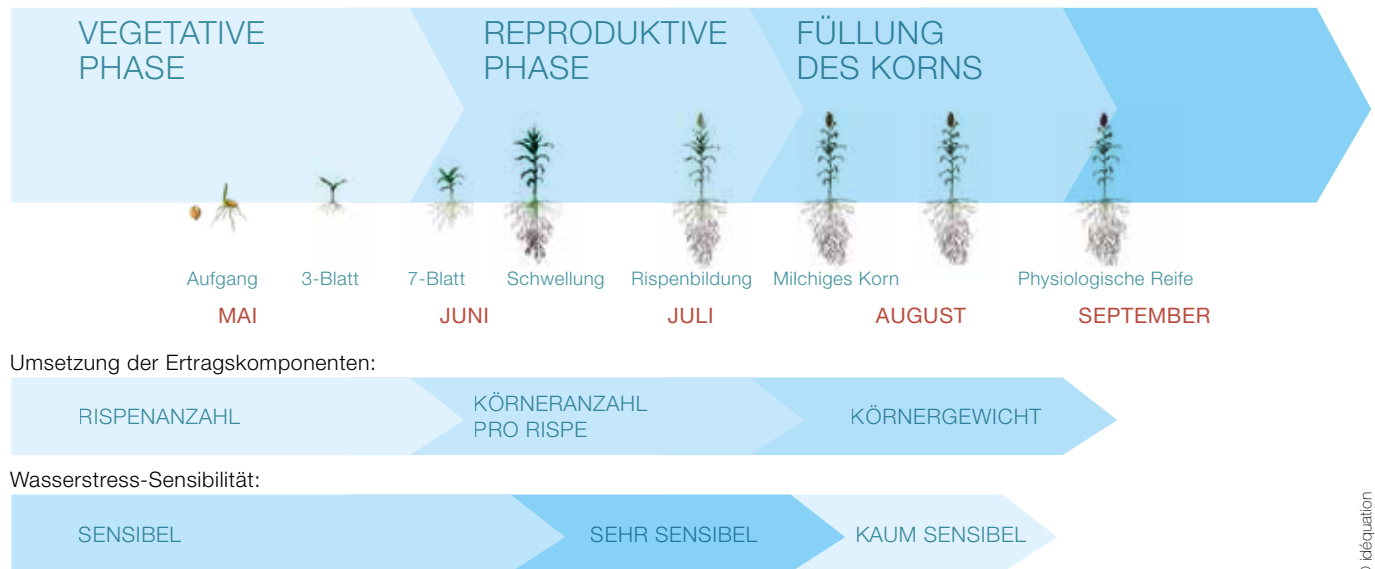 VEGETATIVE
PHASE
REPRODUKTIVE
PHASE
FÜLLUNG
DES KORNS
Aufgang
3-Blatt
7-Blatt
Schwellung
Rispenbildung
Milchiges Korn
Physiologische Reife
MAI
JUNI
JULI
AUGUST
SEPTEMBER
Umsetzung der Ertragskomponenten:
RISPENANZAHL
KÖRNERANZAHL
PRO RISPE
KÖRNERGEWICHT
Wasserstress-Sensibilität:
SENSIBEL
SEHR SENSIBEL
KAUM SENSIBEL
idéquation